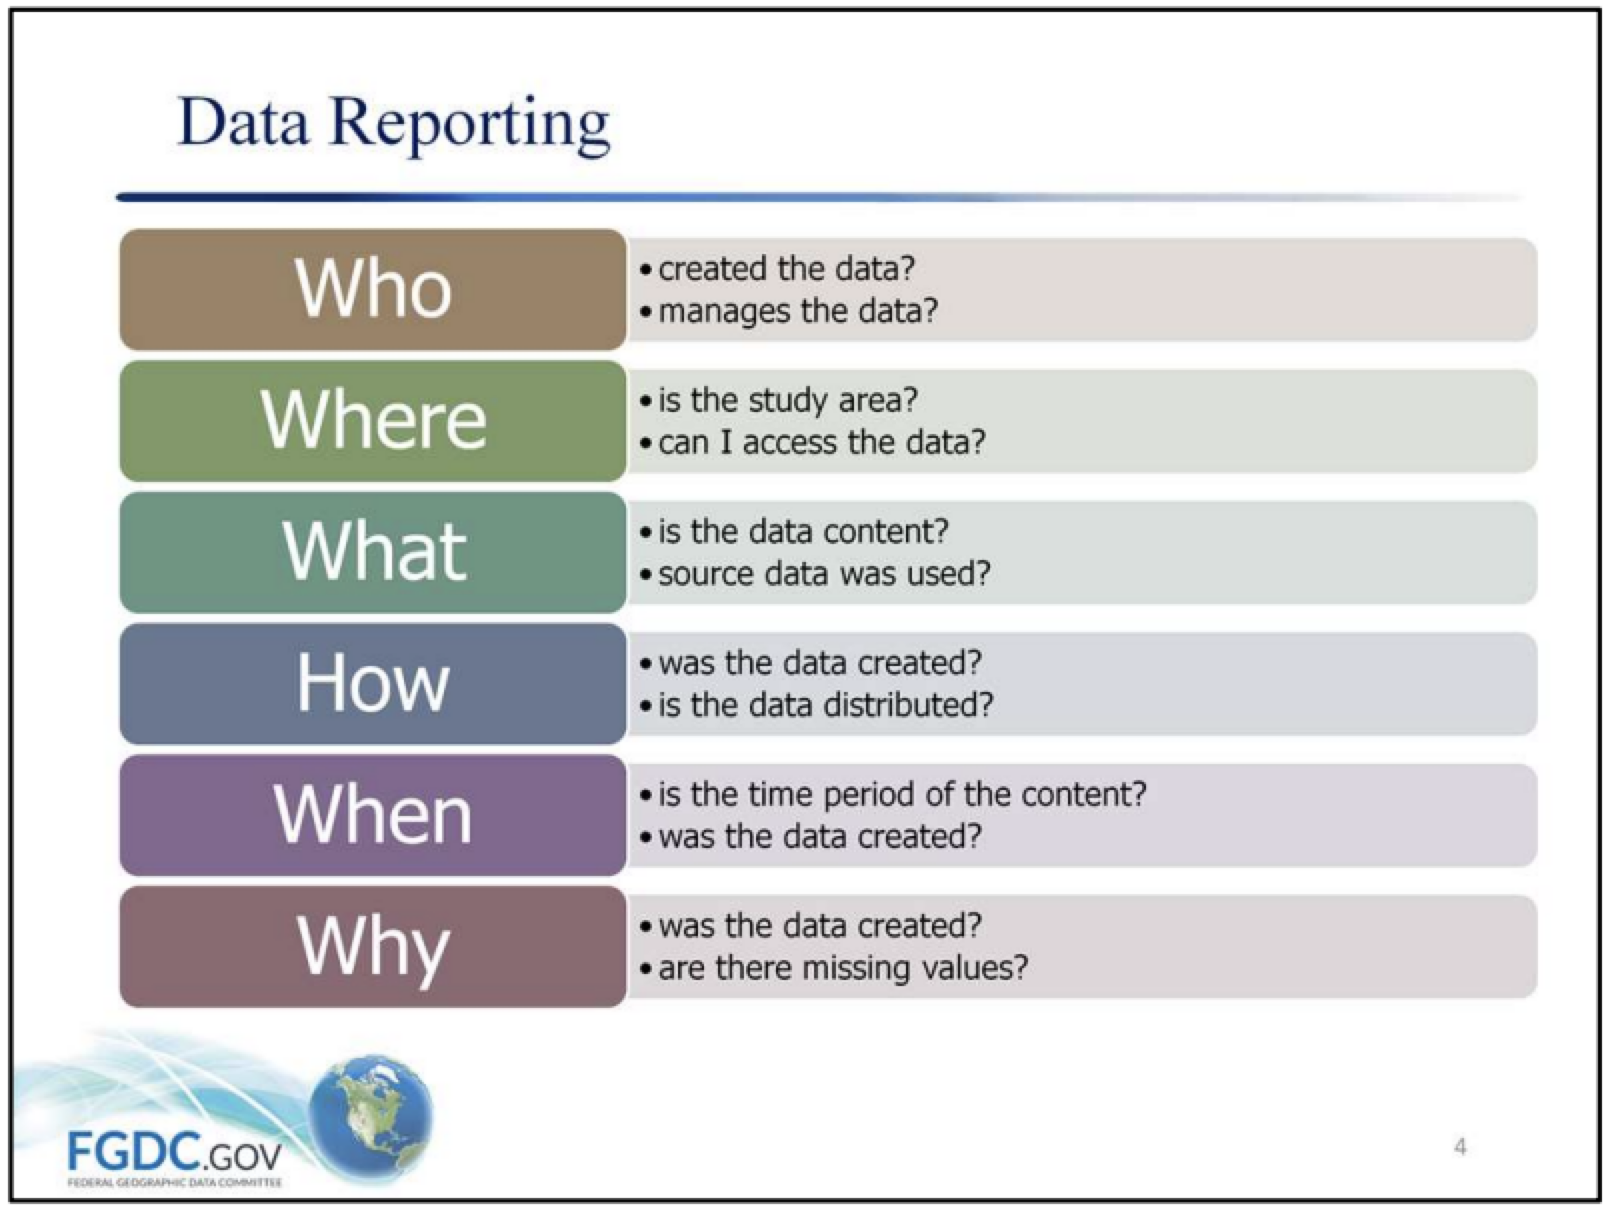 Data Reporting
Who
• created the data?
• manages the data?
Where
• is the study area?
• can I access the data?
What
• is the data content?
• source data was used?
How
• was the data created?
• is the data distributed?
When
• is the time period of the content?
• was the data created?
Why
• was the data created?
• are there missing values?
FGDC.GOV
FEDERAL GEOGRAPHIC DATA COMMITTEE
4